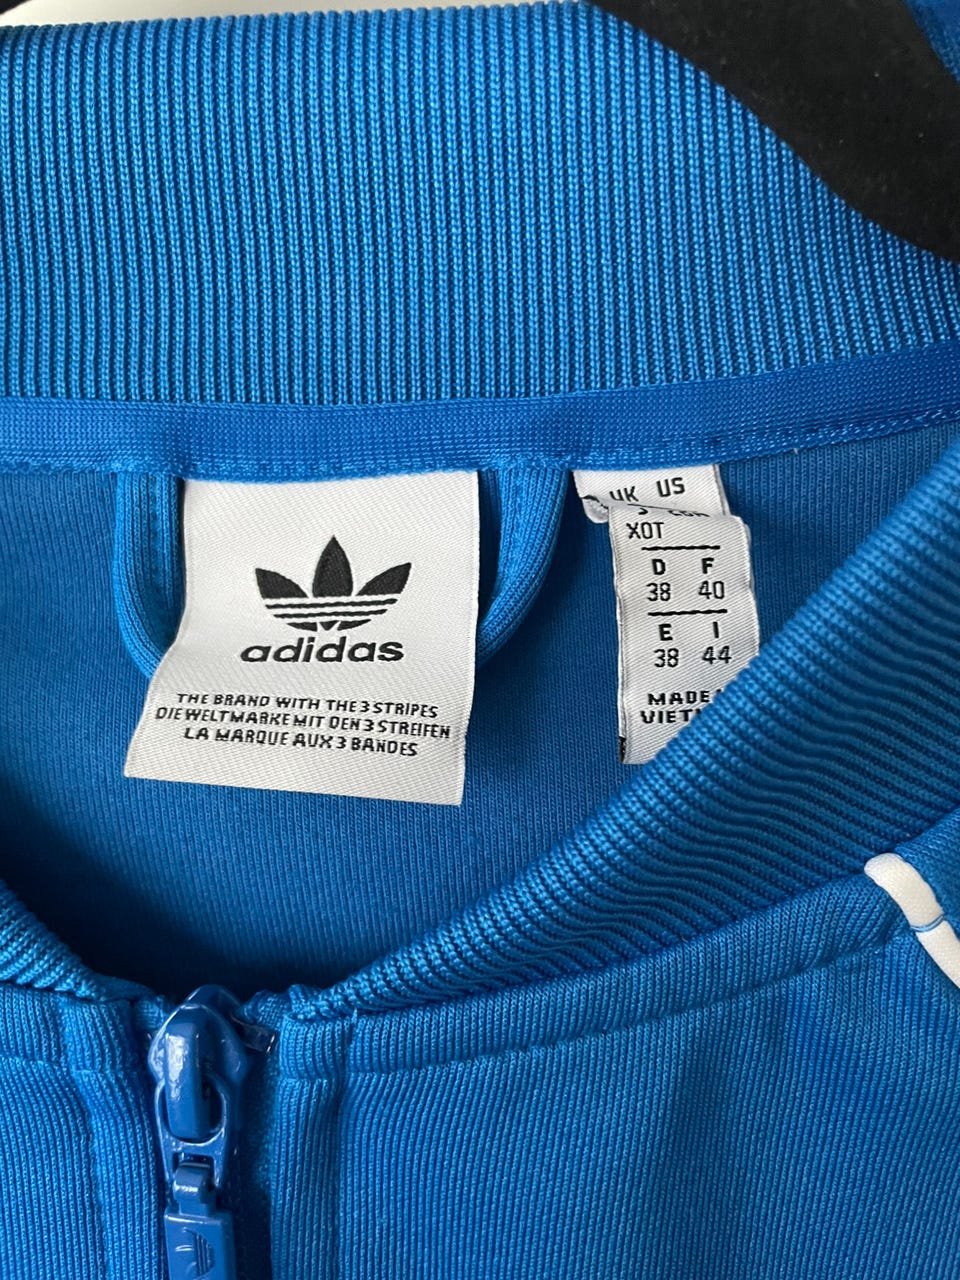 adidas
THE BRAND WITH THE 3 STRIPES
DIE WELTMARKE MIT DEN 3 STREIFEN
LA MARQUE AUX 3 BANDES
UK US
XOT
D F
38 40
E I
38 44
MADE